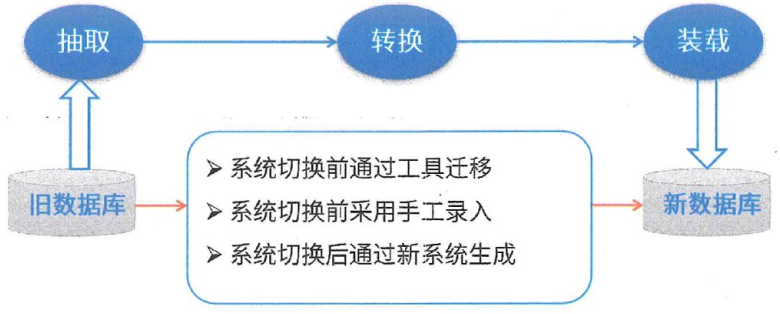 抽取
转换
装载
旧数据库
➢ 系统切换前通过工具迁移
➢ 系统切换前采用手工录入
➢ 系统切换后通过新系统生成
新数据库